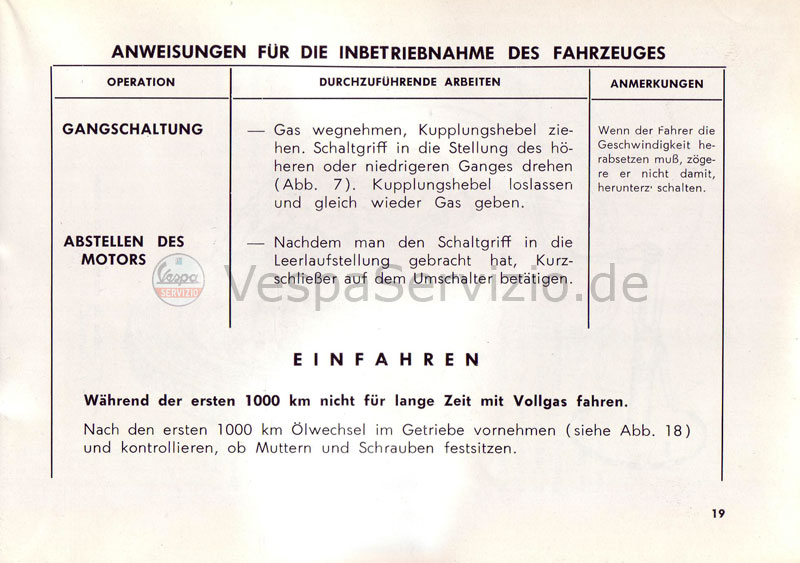 ANWEISUNGEN FÜR DIE INBETRIEBNAHME DES FAHRZEUGES
OPERATION
DURCHZUFÜHRENDE ARBEITEN
ANMERKUNGEN
GANGSCHALTUNG
— Gas wegnehmen, Kupplungshebel zie-
hen. Schaltgriff in die Stellung des hö-
heren oder niedrigeren Ganges drehen
(Abb. 7). Kupplungshebel loslassen
und gleich wieder Gas geben.
Wenn der Fahrer die
Geschwindigkeit he-
rabsetzen muß, zöge-
re er nicht damit,
herunterz' schalten.
ABSTELLEN DES
MOTORS
— Nachdem man den Schaltgriff in die
Leerlaufstellung gebracht hat, Kurz-
schließer auf dem Umschalter betätigen.
Vespa
SERVIZIO
VespaServizio.de
EINFAHREN
Während der ersten 1000 km nicht für lange Zeit mit Vollgas fahren.
Nach den ersten 1000 km Ölwechsel im Getriebe vornehmen (siehe Abb. 18)
und kontrollieren, ob Muttern und Schrauben festsitzen.
19